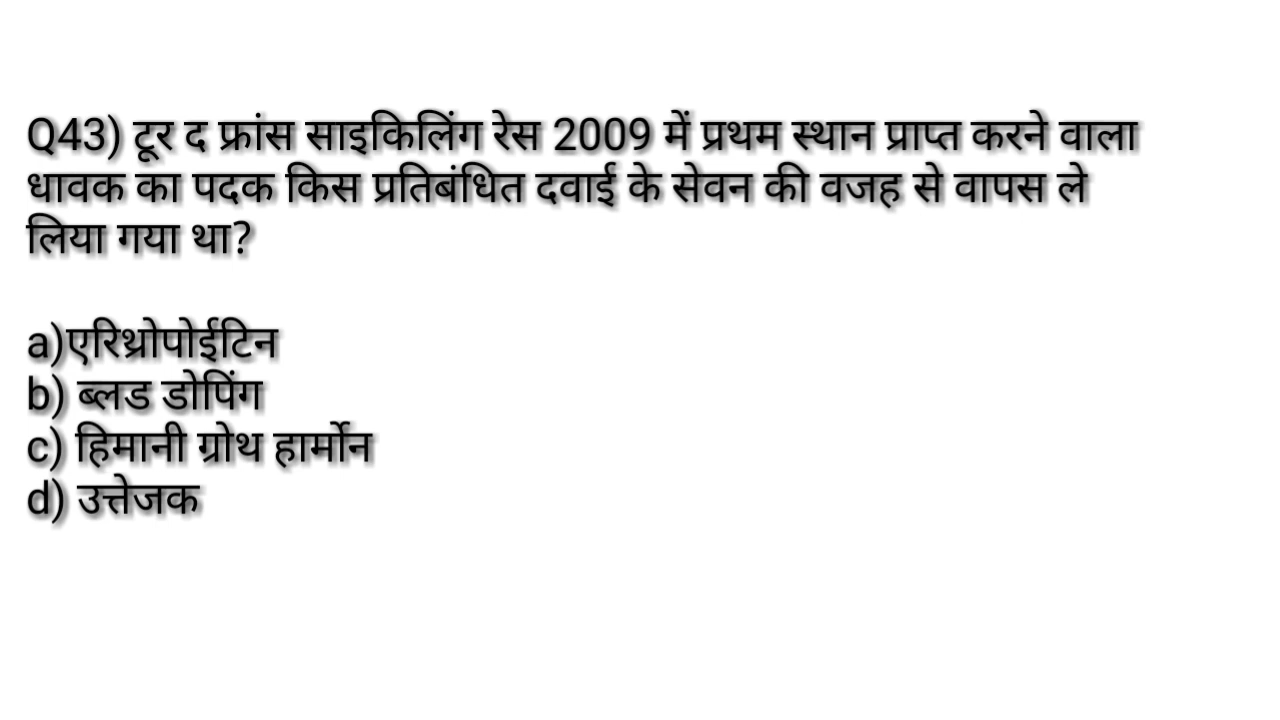 Q43) टूर द फ्रांस साइकिलिंग रेस 2009 में प्रथम स्थान प्राप्त करने वाला
धावक का पदक किस प्रतिबंधित दवाई के सेवन की वजह से वापस ले
लिया गया था?
a)एरिथ्रोपोईटिन
b) ब्लड डोपिंग
c) हिमानी ग्रोथ हार्मोन
d) उत्तेजक